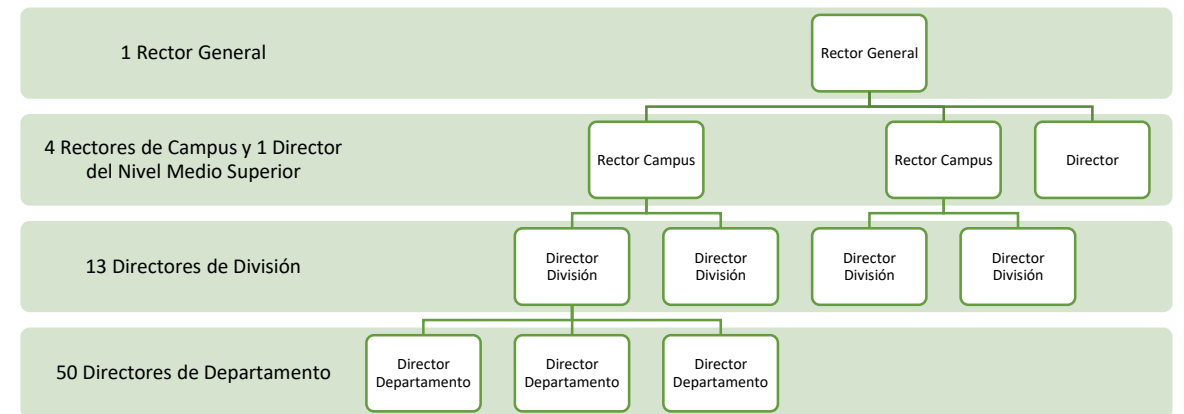 1 Rector General
Rector General
4 Rectores de Campus y 1 Director
del Nivel Medio Superior
Rector Campus
Rector Campus
Director
13 Directores de División
Director
División
Director
División
Director
División
Director
División
50 Directores de Departamento
Director
Departamento
Director
Departamento
Director
Departamento